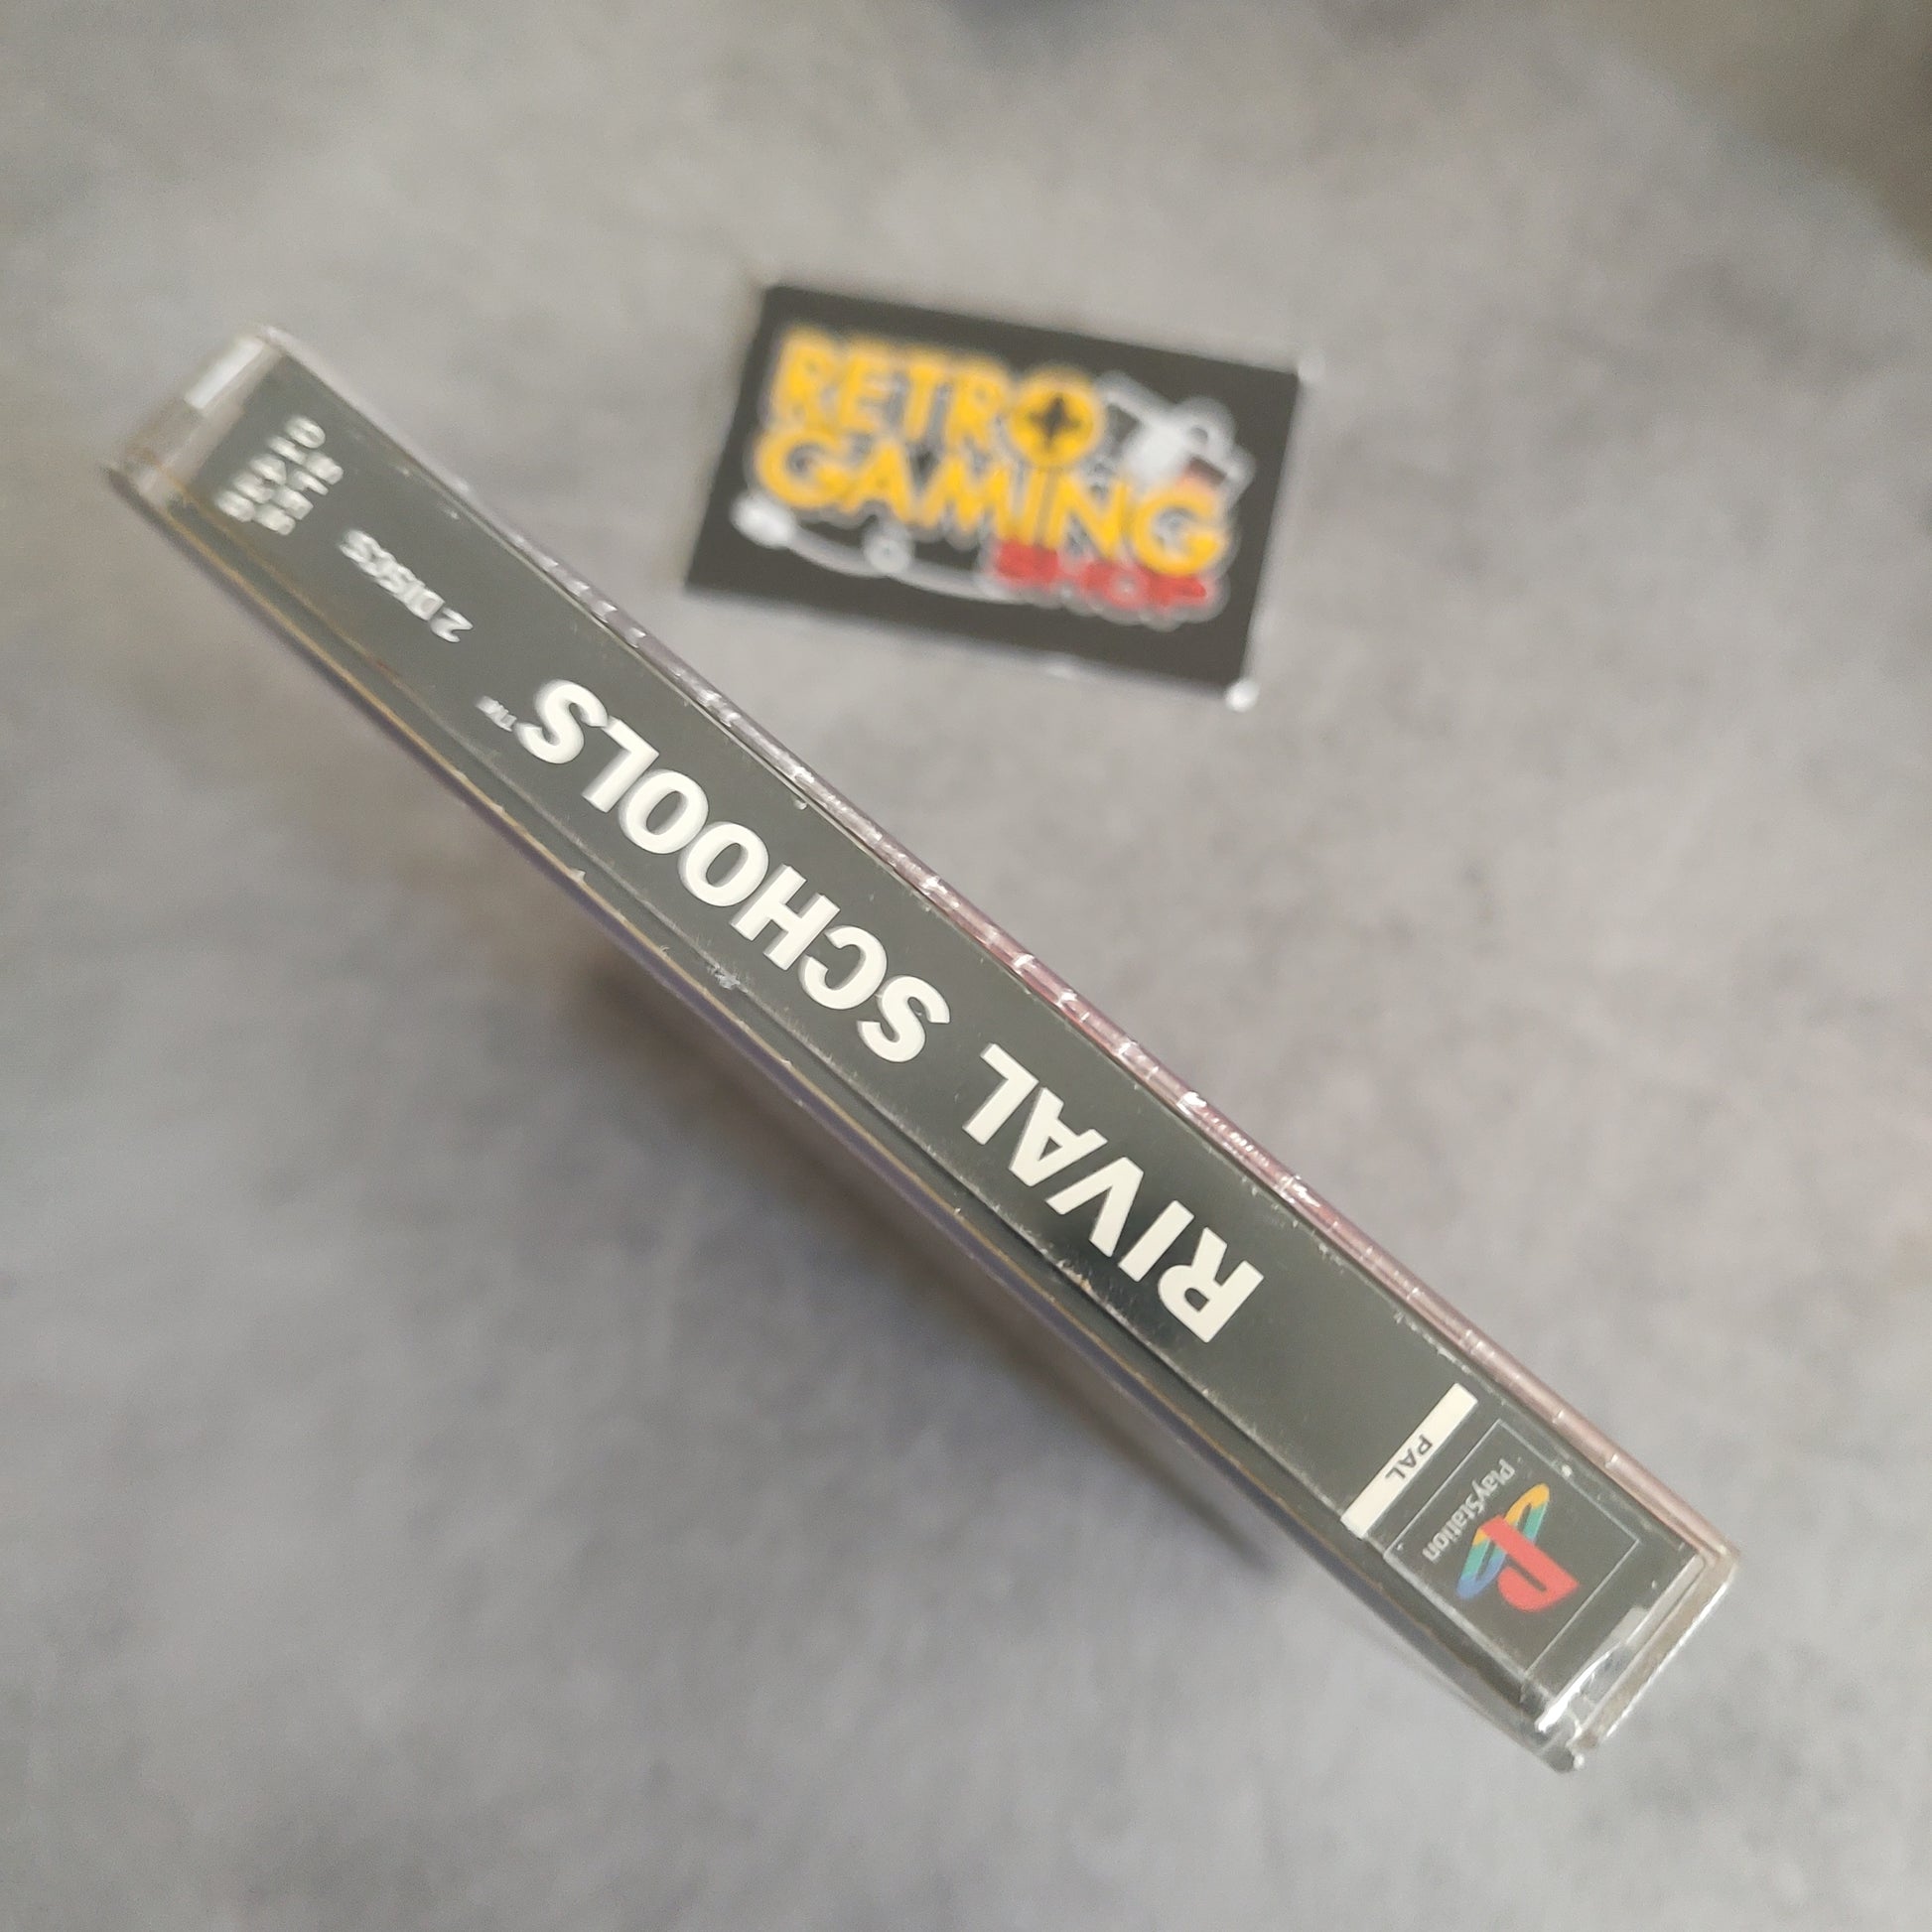 RETRO
GAMING
SHOP
PlayStation
PAL
RIVAL SCHOOLS™
2 DISCS